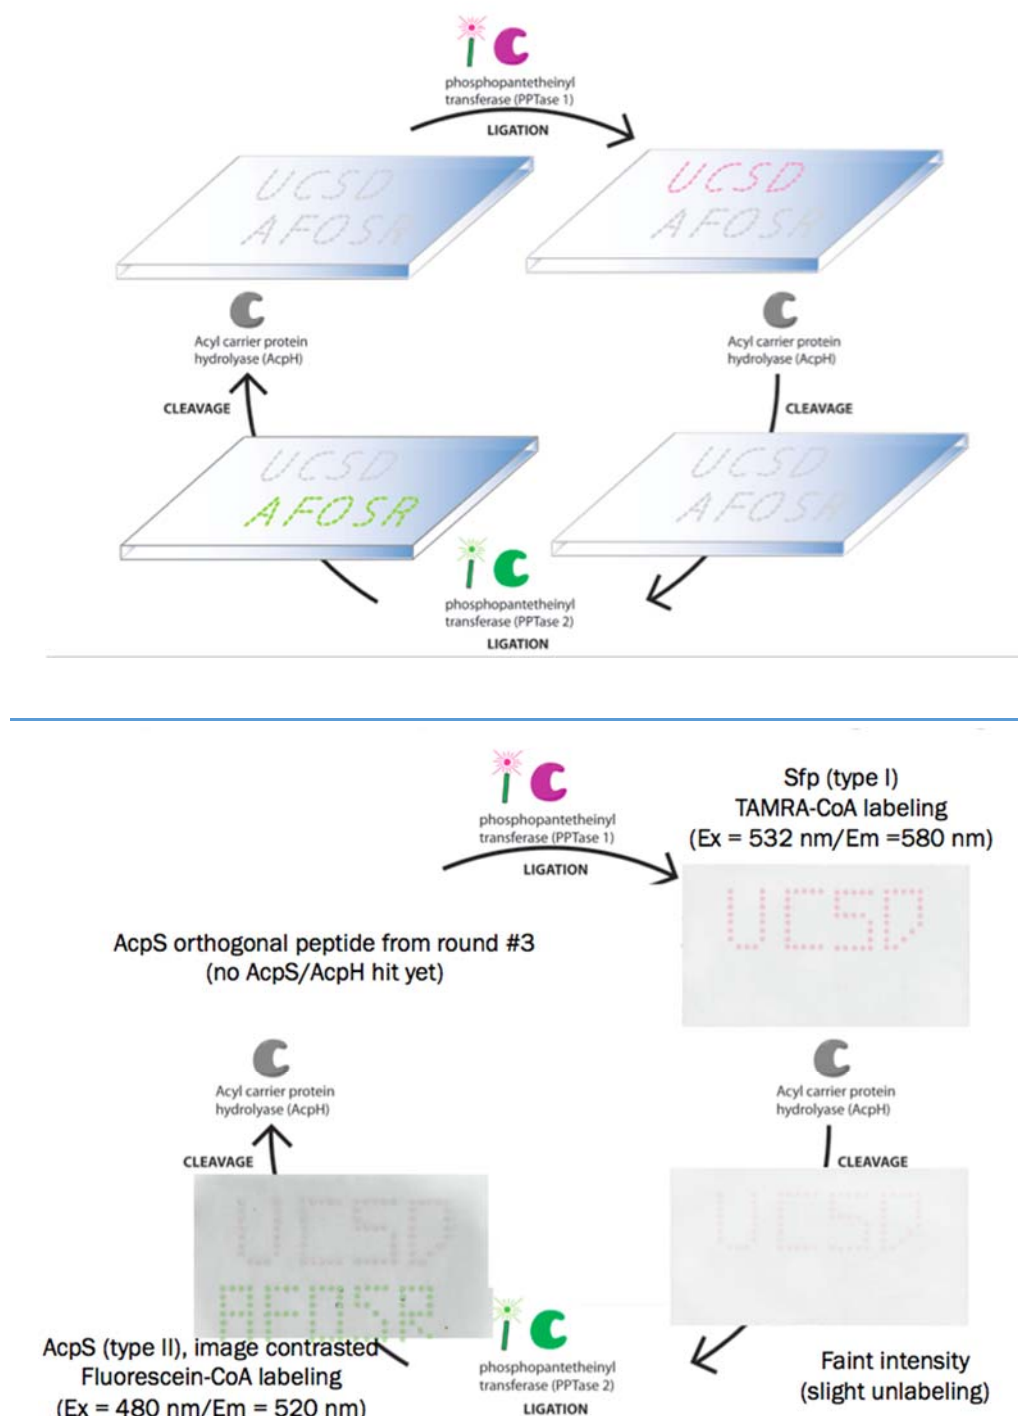 phosphopantetheinyl
transferase (PPTase 1)
LIGATION
UCSD
AFOSR
UCSD
AFOSR
Acyl carrier protein
hydrolyase (AcpH)
CLEAVAGE
Acyl carrier protein
hydrolyase (AcpH)
CLEAVAGE
UCSD
AFOSR
UCSD
AFOSR
phosphopantetheinyl
transferase (PPTase 2)
LIGATION
phosphopantetheinyl
transferase (PPTase 1)
LIGATION
Sfp (type I)
TAMRA-CoA labeling
(Ex = 532 nm/Em =580 nm)
UCSD
AcpS orthogonal peptide from round #3
(no AcpS/AcpH hit yet)
Acyl carrier protein
hydrolyase (AcpH)
CLEAVAGE
Acyl carrier protein
hydrolyase (AcpH)
CLEAVAGE
UCSD
AFOSR
UCSD
AcpS (type II), image contrasted
Fluorescein-CoA labeling
(Ex = 480 nm/Em = 520 nm)
phosphopantetheinyl
transferase (PPTase 2)
LIGATION
Faint intensity
(slight unlabeling)